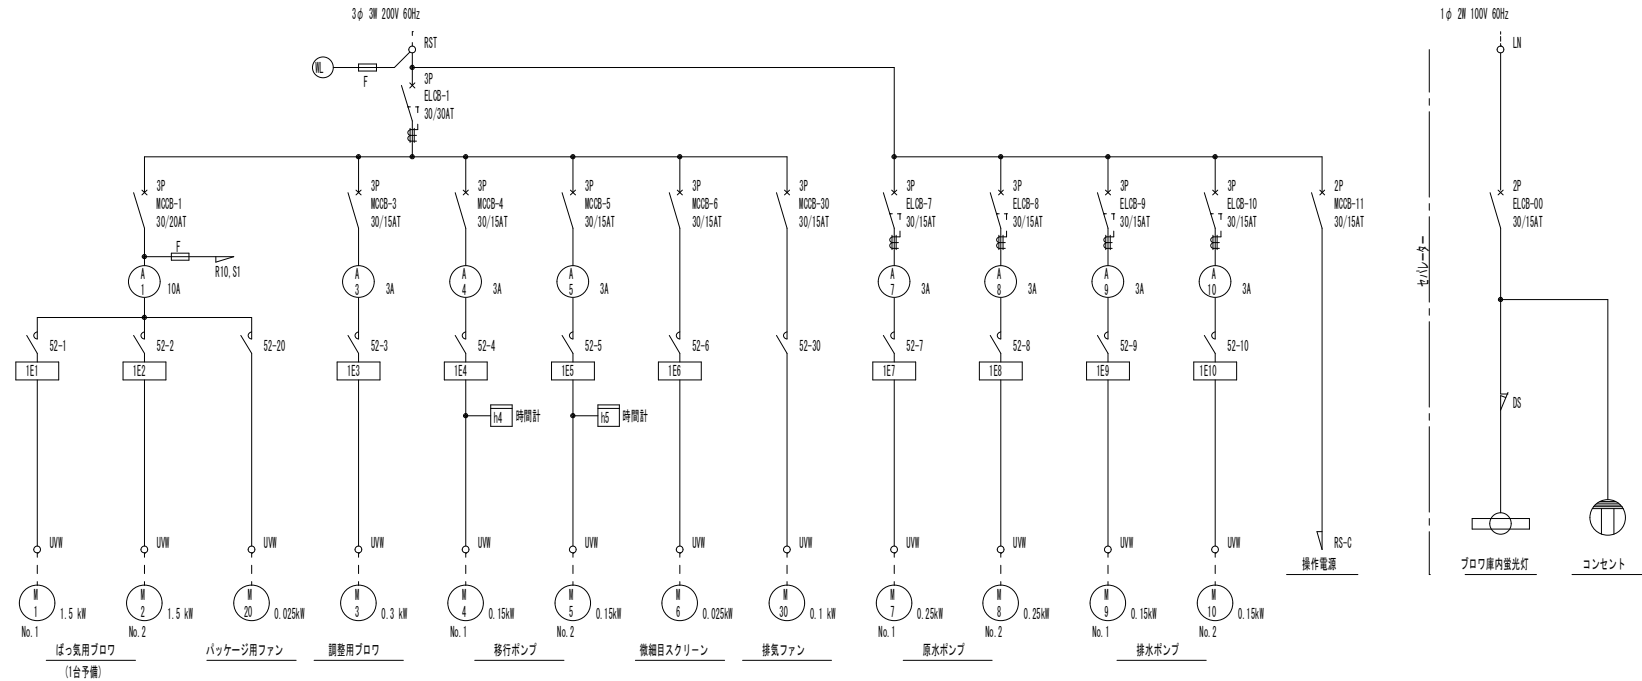 3φ 3W 200V 60Hz
1φ 2W 100V 60Hz
RST
LN
WL
F
3P
ELCB-1
30/30AT
3P
MCCB-1
30/20AT
3P
MCCB-3
30/15AT
3P
MCCB-4
30/15AT
3P
MCCB-5
30/15AT
3P
MCCB-6
30/15AT
3P
MCCB-30
30/15AT
3P
ELCB-7
30/15AT
3P
ELCB-8
30/15AT
3P
ELCB-9
30/15AT
3P
ELCB-10
30/15AT
2P
MCCB-11
30/15AT
2P
ELCB-00
30/15AT
セパレーター
F
R10,S1
A
1
10A
A
3
3A
A
4
3A
A
5
3A
A
7
3A
A
8
3A
A
9
3A
A
10
3A
52-1
52-2
52-20
52-3
52-4
52-5
52-6
52-30
52-7
52-8
52-9
52-10
1E1
1E2
1E3
1E4
1E5
1E6
1E7
1E8
1E9
1E10
h4 時間計
h5 時間計
DS
UVW
UVW
UVW
UVW
UVW
UVW
UVW
UVW
UVW
UVW
UVW
UVW
RS-C
操作電源
ブロワ庫内蛍光灯
コンセント
M
1
1.5 kW
No.1
M
2
1.5 kW
No.2
M
20
0.025kW
M
3
0.3 kW
M
4
0.15kW
No.1
M
5
0.15kW
No.2
M
6
0.025kW
M
30
0.1 kW
M
7
0.25kW
No.1
M
8
0.25kW
No.2
M
9
0.15kW
No.1
M
10
0.15kW
No.2
ばっ気用ブロワ
(1台予備)
パッケージ用ファン
調整用ブロワ
移行ポンプ
微細目スクリーン
排気ファン
原水ポンプ
排水ポンプ